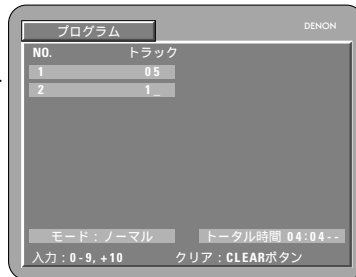 プログラム
DENON
NO. トラック
1 05
2 1_
モード：ノーマル トータル時間 04:04--
入力：0-9, +10 クリア：CLEARボタン